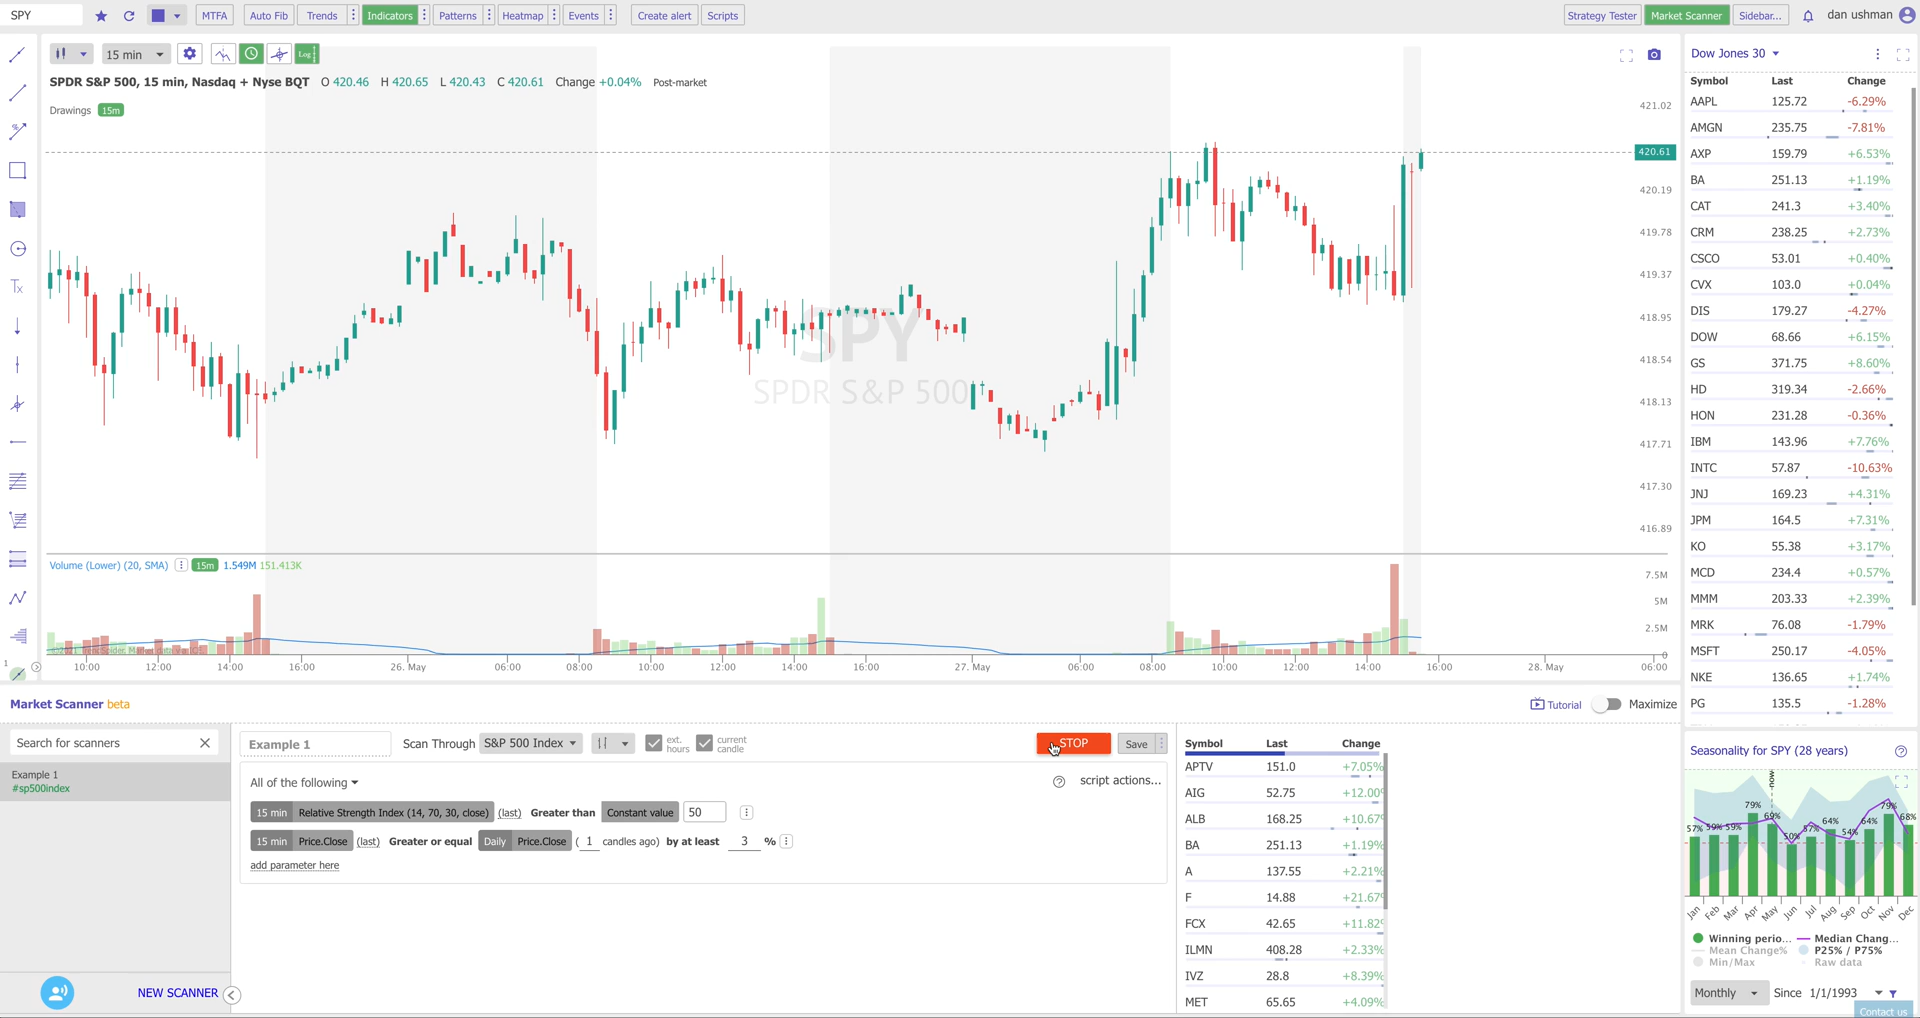 SPY
MTFA
Auto Fib
Trends
Indicators
Patterns
Heatmap
Events
Create alert
Scripts
Strategy Tester
Market Scanner
Sidebar...
dan ushman
15 min
Log
SPDR S&P 500, 15 min, Nasdaq + Nyse BQT O 420.46 H 420.65 L 420.43 C 420.61 Change +0.04% Post-market
Drawings 15m
SPY
SPDR S&P 500
421.02
420.61
420.19
419.78
419.37
418.95
418.54
418.13
417.71
417.30
416.89
Volume (Lower) (20, SMA) 15m 1.549M 151.413K
7.5M
5M
2.5M
0
10:00 12:00 14:00 16:00 26. May 06:00 08:00 10:00 12:00 14:00 16:00 27. May 06:00 08:00 10:00 12:00 14:00 16:00 28. May 06:00
1
Dow Jones 30
Symbol Last Change
AAPL 125.72 -6.29%
AMGN 235.75 -7.81%
AXP 159.79 +6.53%
BA 251.13 +1.19%
CAT 241.3 +3.40%
CRM 238.25 +2.73%
CSCO 53.01 +0.40%
CVX 103.0 +0.04%
DIS 179.27 -4.27%
DOW 68.66 +6.15%
GS 371.75 +8.60%
HD 319.34 -2.66%
HON 231.28 -0.36%
IBM 143.96 +7.76%
INTC 57.87 -10.63%
JNJ 169.23 +4.31%
JPM 164.5 +7.31%
KO 55.38 +3.17%
MCD 234.4 +0.57%
MMM 203.33 +2.39%
MRK 76.08 -1.79%
MSFT 250.17 -4.05%
NKE 136.65 +1.74%
PG 135.5 -1.28%
Market Scanner beta
Tutorial
Maximize
Search for scanners
Example 1
#sp500index
NEW SCANNER
Example 1
Scan Through S&P 500 Index
ext. hours
current candle
STOP
Save
All of the following
script actions...
15 min Relative Strength Index (14, 70, 30, close) (last) Greater than Constant value 50
15 min Price.Close (last) Greater or equal Daily Price.Close ( 1 candles ago) by at least 3 %
add parameter here
Symbol Last Change
APTV 151.0 +7.05%
AIG 52.75 +12.00
ALB 168.25 +10.67
BA 251.13 +1.19%
A 137.55 +2.21%
F 14.88 +21.67
FCX 42.65 +11.82
ILMN 408.28 +2.33%
IVZ 28.8 +8.39%
MET 65.65 +4.09%
Seasonality for SPY (28 years)
now
57% 59% 59% 79% 69% 50% 57% 64% 54% 64% 79% 68%
Jan Feb Mar Apr May Jun Jul Aug Sep Oct Nov Dec
Winning perio... Median Chang...
Mean Change% P25% / P75%
Min/Max Raw data
Monthly Since 1/1/1993
Contact us